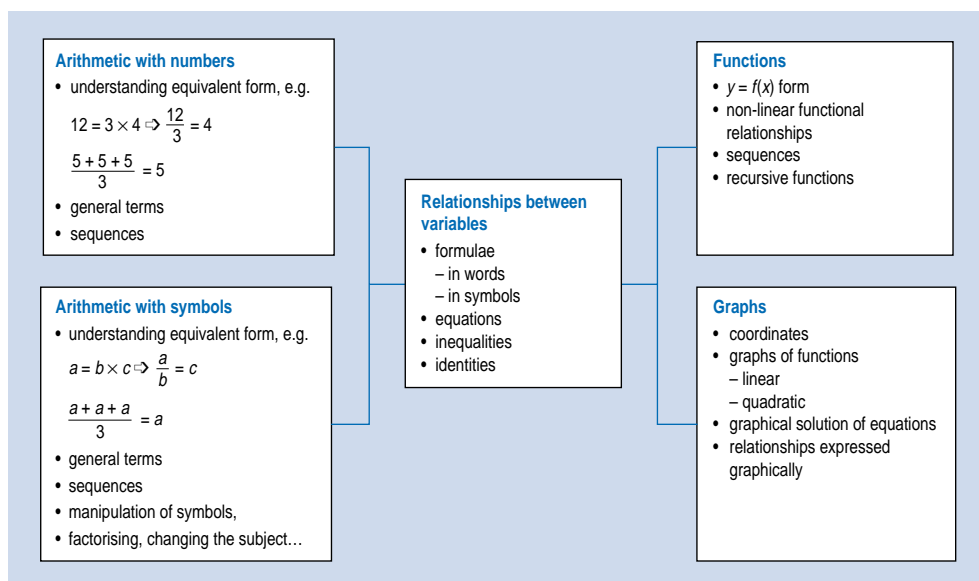 Arithmetic with numbers
• understanding equivalent form, e.g.
12 = 3 × 4 ➩ 12/3 = 4
5 + 5 + 5 / 3 = 5
• general terms
• sequences
Arithmetic with symbols
• understanding equivalent form, e.g.
a = b × c ➩ a/b = c
a + a + a / 3 = a
• general terms
• sequences
• manipulation of symbols,
• factorising, changing the subject…
Relationships between
variables
• formulae
– in words
– in symbols
• equations
• inequalities
• identities
Functions
• y = f(x) form
• non-linear functional
relationships
• sequences
• recursive functions
Graphs
• coordinates
• graphs of functions
– linear
– quadratic
• graphical solution of equations
• relationships expressed
graphically